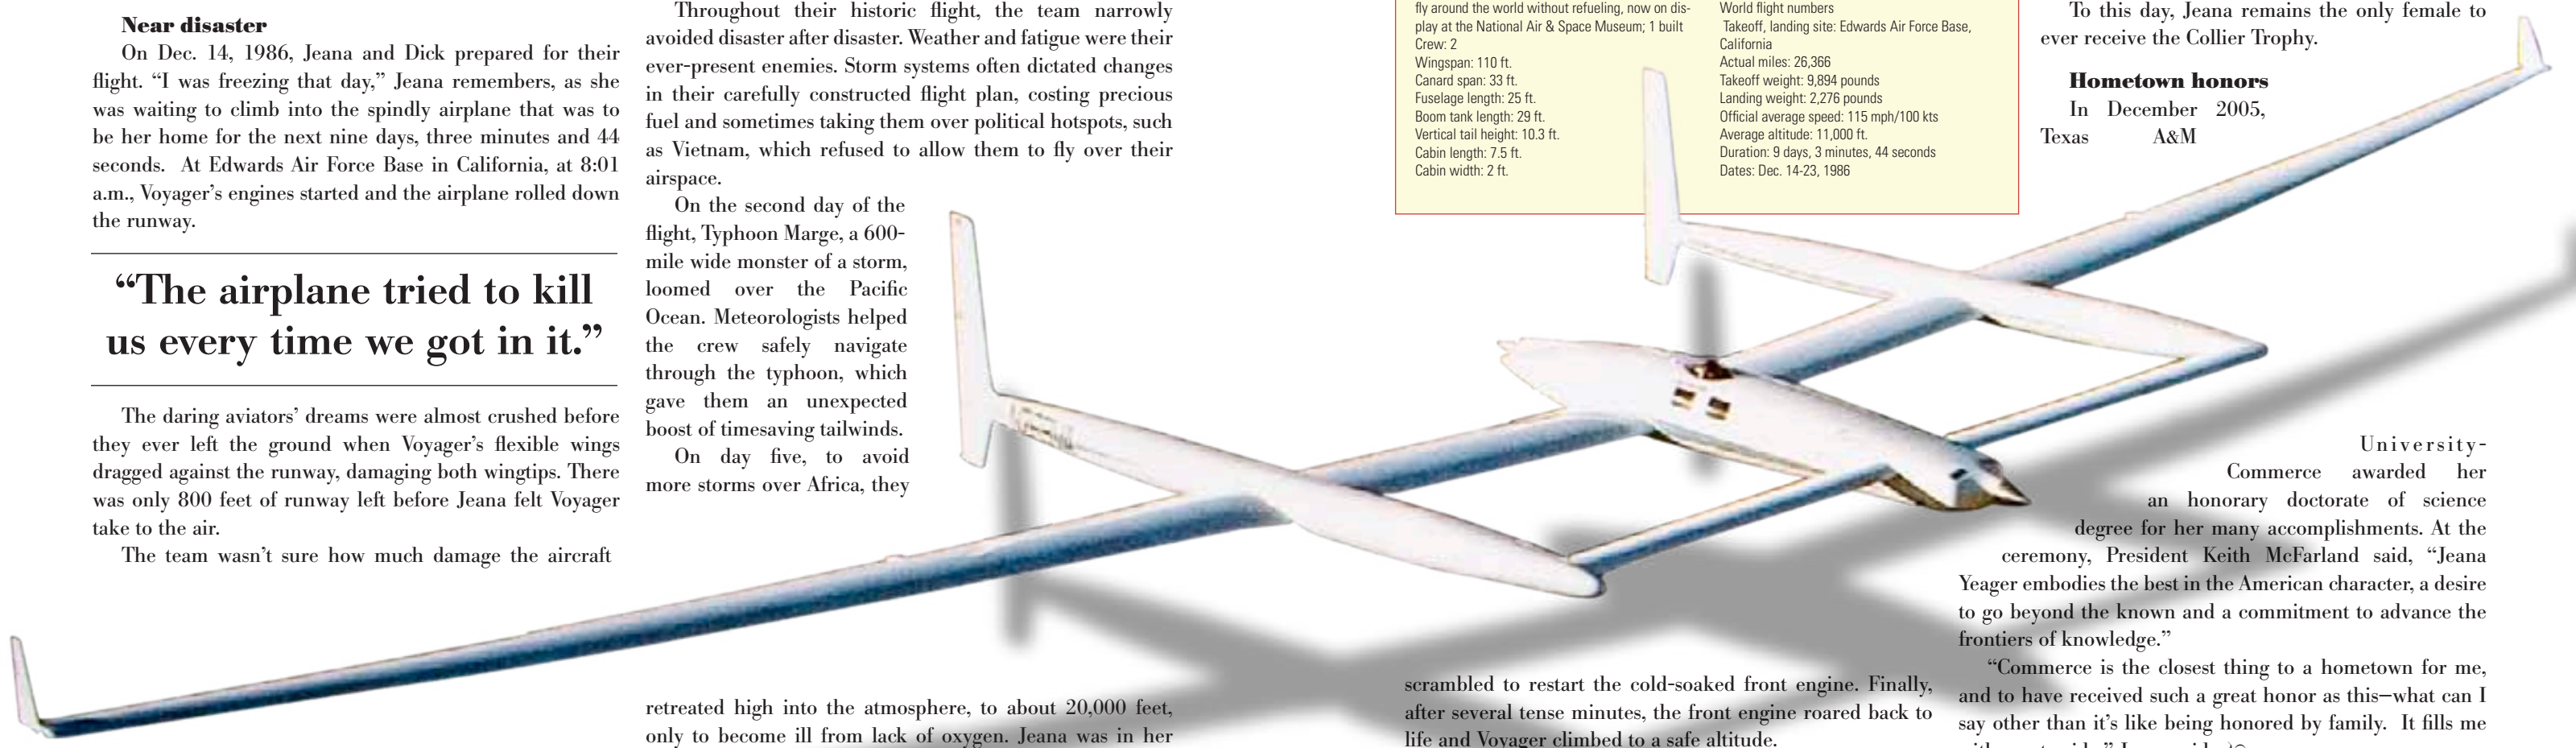 Near disaster
On Dec. 14, 1986, Jeana and Dick prepared for their
flight. “I was freezing that day,” Jeana remembers, as she
was waiting to climb into the spindly airplane that was to
be her home for the next nine days, three minutes and 44
seconds.  At Edwards Air Force Base in California, at 8:01
a.m., Voyager’s engines started and the airplane rolled down
the runway.
“The airplane tried to kill
us every time we got in it.”
The daring aviators’ dreams were almost crushed before
they ever left the ground when Voyager’s flexible wings
dragged against the runway, damaging both wingtips. There
was only 800 feet of runway left before Jeana felt Voyager
take to the air.
The team wasn’t sure how much damage the aircraft
Throughout their historic flight, the team narrowly
avoided disaster after disaster. Weather and fatigue were their
ever-present enemies. Storm systems often dictated changes
in their carefully constructed flight plan, costing precious
fuel and sometimes taking them over political hotspots, such
as Vietnam, which refused to allow them to fly over their
airspace.
On the second day of the
flight, Typhoon Marge, a 600-
mile wide monster of a storm,
loomed over the Pacific
Ocean. Meteorologists helped
the crew safely navigate
through the typhoon, which
gave them an unexpected
boost of timesaving tailwinds.
On day five, to avoid
more storms over Africa, they
retreated high into the atmosphere, to about 20,000 feet,
only to become ill from lack of oxygen. Jeana was in her
fly around the world without refueling, now on dis-
play at the National Air & Space Museum; 1 built
Crew: 2
Wingspan: 110 ft.
Canard span: 33 ft.
Fuselage length: 25 ft.
Boom tank length: 29 ft.
Vertical tail height: 10.3 ft.
Cabin length: 7.5 ft.
Cabin width: 2 ft.
World flight numbers
Takeoff, landing site: Edwards Air Force Base,
California
Actual miles: 26,366
Takeoff weight: 9,894 pounds
Landing weight: 2,276 pounds
Official average speed: 115 mph/100 kts
Average altitude: 11,000 ft.
Duration: 9 days, 3 minutes, 44 seconds
Dates: Dec. 14-23, 1986
scrambled to restart the cold-soaked front engine. Finally,
after several tense minutes, the front engine roared back to
life and Voyager climbed to a safe altitude.
To this day, Jeana remains the only female to
ever receive the Collier Trophy.
Hometown honors
In December 2005,
Texas A&M
University-
Commerce awarded her
an honorary doctorate of science
degree for her many accomplishments. At the
ceremony, President Keith McFarland said, “Jeana
Yeager embodies the best in the American character, a desire
to go beyond the known and a commitment to advance the
frontiers of knowledge.”
“Commerce is the closest thing to a hometown for me,
and to have received such a great honor as this—what can I
say other than it’s like being honored by family.  It fills me